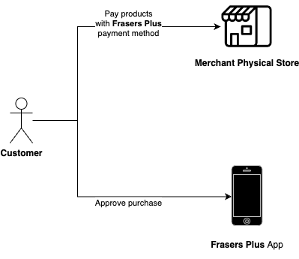 Pay products
with Frasers Plus
payment method
Merchant Physical Store
Customer
Approve purchase
Frasers Plus App